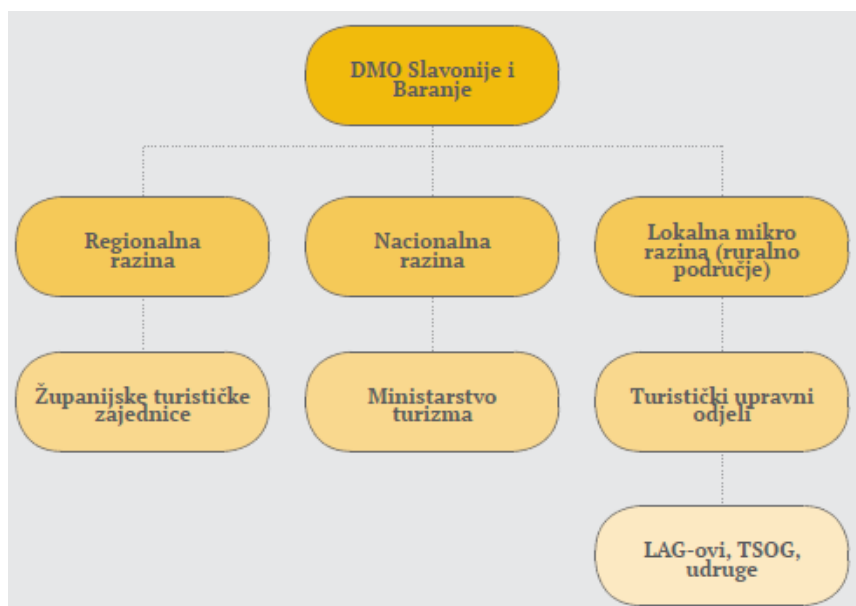 DMO Slavonije i
Baranje
Regionalna
razina
Nacionalna
razina
Lokalna mikro
razina (ruralno
područje)
Županijske turističke
zajednice
Ministarstvo
turizma
Turistički upravni
odjeli
LAG-ovi, TSOG,
udruge